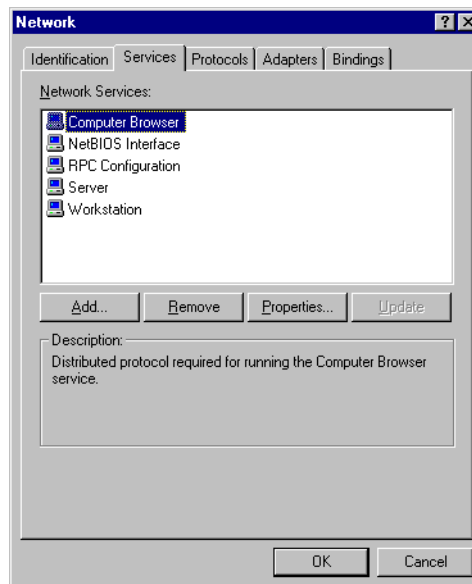 Network
Identification Services Protocols Adapters Bindings
Network Services:
Computer Browser
NetBIOS Interface
RPC Configuration
Server
Workstation
Add... Remove Properties... Update
Description:
Distributed protocol required for running the Computer Browser
service.
OK Cancel